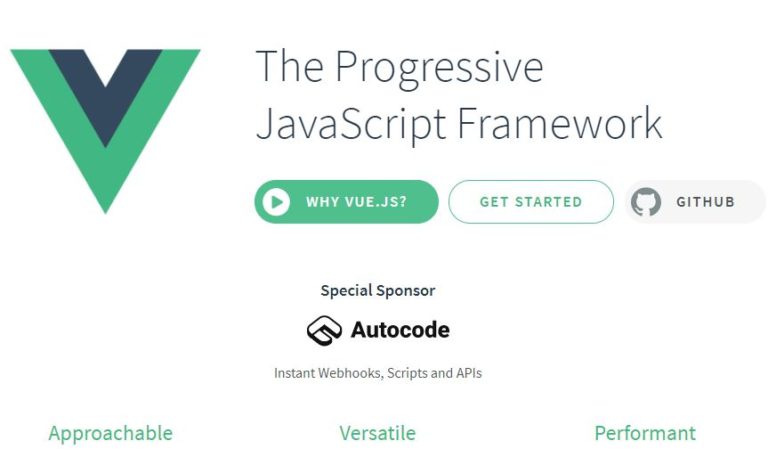 The Progressive
JavaScript Framework
WHY VUE.JS?
GET STARTED
GITHUB
Special Sponsor
Autocode
Instant Webhooks, Scripts and APIs
Approachable
Versatile
Performant